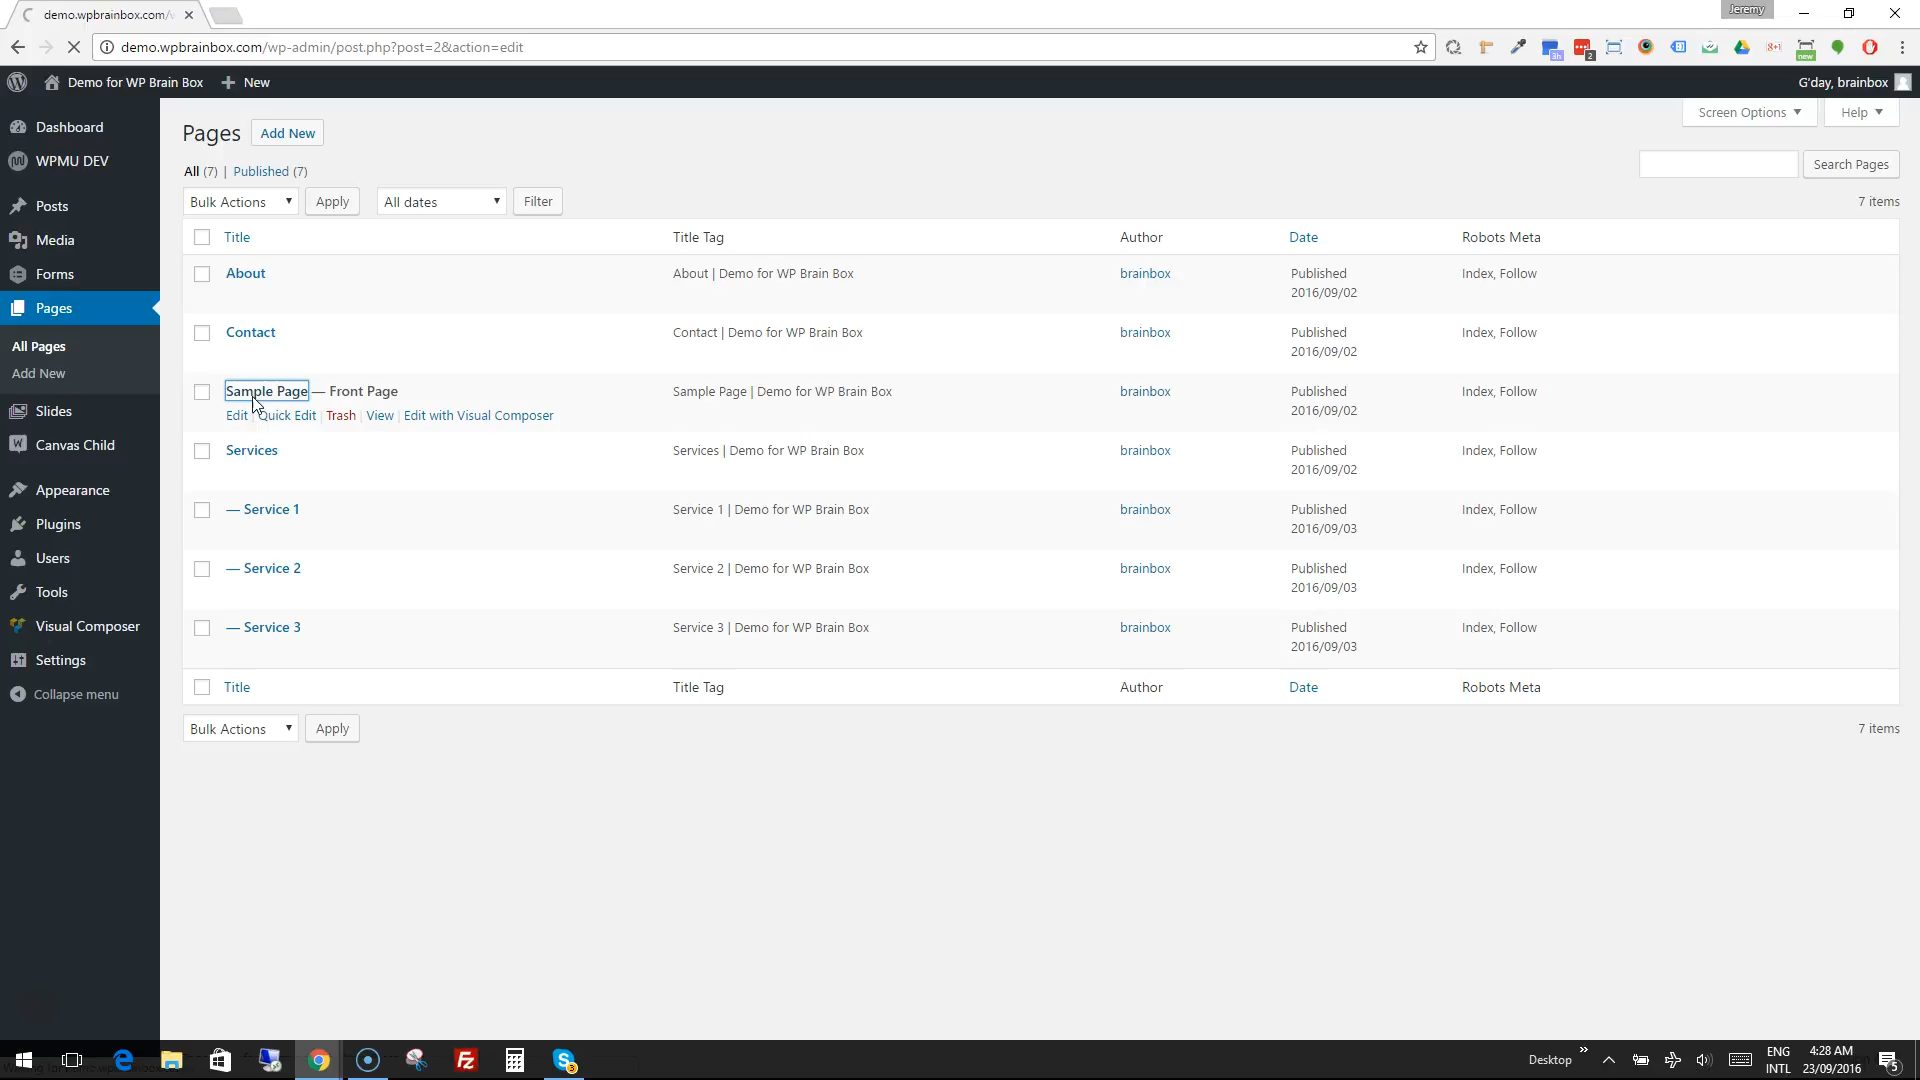 demo.wpbrainbox.com/w
Jeremy
demo.wpbrainbox.com/wp-admin/post.php?post=2&action=edit
3h
2
g+1
new
Demo for WP Brain Box
New
G'day, brainbox
Dashboard
WPMU DEV
Posts
Media
Forms
Pages
All Pages
Add New
Slides
Canvas Child
Appearance
Plugins
Users
Tools
Visual Composer
Settings
Collapse menu
Screen Options
Help
Pages
Add New
All (7) | Published (7)
Search Pages
Bulk Actions
Apply
All dates
Filter
7 items
Title
Title Tag
Author
Date
Robots Meta
About
About | Demo for WP Brain Box
brainbox
Published
2016/09/02
Index, Follow
Contact
Contact | Demo for WP Brain Box
brainbox
Published
2016/09/02
Index, Follow
Sample Page — Front Page
Edit | Quick Edit | Trash | View | Edit with Visual Composer
Sample Page | Demo for WP Brain Box
brainbox
Published
2016/09/02
Index, Follow
Services
Services | Demo for WP Brain Box
brainbox
Published
2016/09/02
Index, Follow
— Service 1
Service 1 | Demo for WP Brain Box
brainbox
Published
2016/09/03
Index, Follow
— Service 2
Service 2 | Demo for WP Brain Box
brainbox
Published
2016/09/03
Index, Follow
— Service 3
Service 3 | Demo for WP Brain Box
brainbox
Published
2016/09/03
Index, Follow
Title
Title Tag
Author
Date
Robots Meta
Bulk Actions
Apply
7 items
Fz
3
Desktop
ENG
INTL
4:28 AM
23/09/2016
5